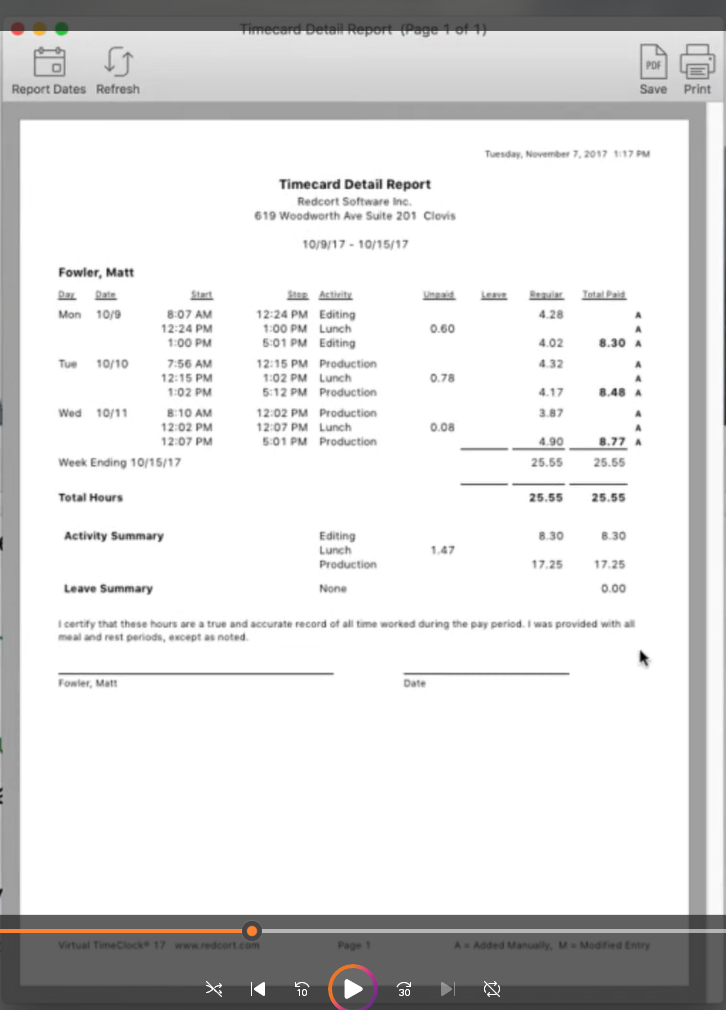 Timecard Detail Report (Page 1 of 1)
Report Dates Refresh PDF Save Print
Tuesday, November 7, 2017 1:17 PM
Timecard Detail Report
Redcort Software Inc.
619 Woodworth Ave Suite 201 Clovis
10/9/17 - 10/15/17
Fowler, Matt
Day Date Start Stop Activity Unpaid Leave Regular Total Paid
Mon 10/9 8:07 AM 12:24 PM Editing 4.28 A
12:24 PM 1:00 PM Lunch 0.60 A
1:00 PM 5:01 PM Editing 4.02 8.30 A
Tue 10/10 7:56 AM 12:15 PM Production 4.32 A
12:15 PM 1:02 PM Lunch 0.78 A
1:02 PM 5:12 PM Production 4.17 8.48 A
Wed 10/11 8:10 AM 12:02 PM Production 3.87 A
12:02 PM 12:07 PM Lunch 0.08 A
12:07 PM 5:01 PM Production 4.90 8.77 A
Week Ending 10/15/17 25.55 25.55
Total Hours 25.55 25.55
Activity Summary Editing 8.30 8.30
Lunch 1.47
Production 17.25 17.25
Leave Summary None 0.00
I certify that these hours are a true and accurate record of all time worked during the pay period. I was provided with all
meal and rest periods, except as noted.
Fowler, Matt Date
Virtual TimeClock® 17 www.redcort.com Page 1 A = Added Manually, M = Modified Entry
10 30